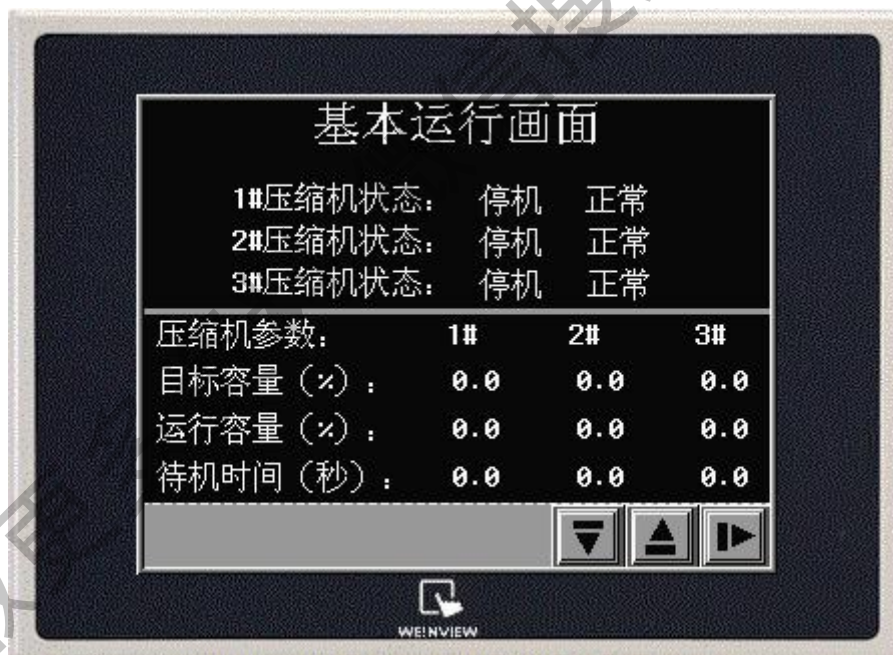 基本运行画面
1#压缩机状态： 停机 正常
2#压缩机状态： 停机 正常
3#压缩机状态： 停机 正常
压缩机参数： 1# 2# 3#
目标容量（%）： 0.0 0.0 0.0
运行容量（%）： 0.0 0.0 0.0
待机时间（秒）： 0.0 0.0 0.0
WE!NVIEW